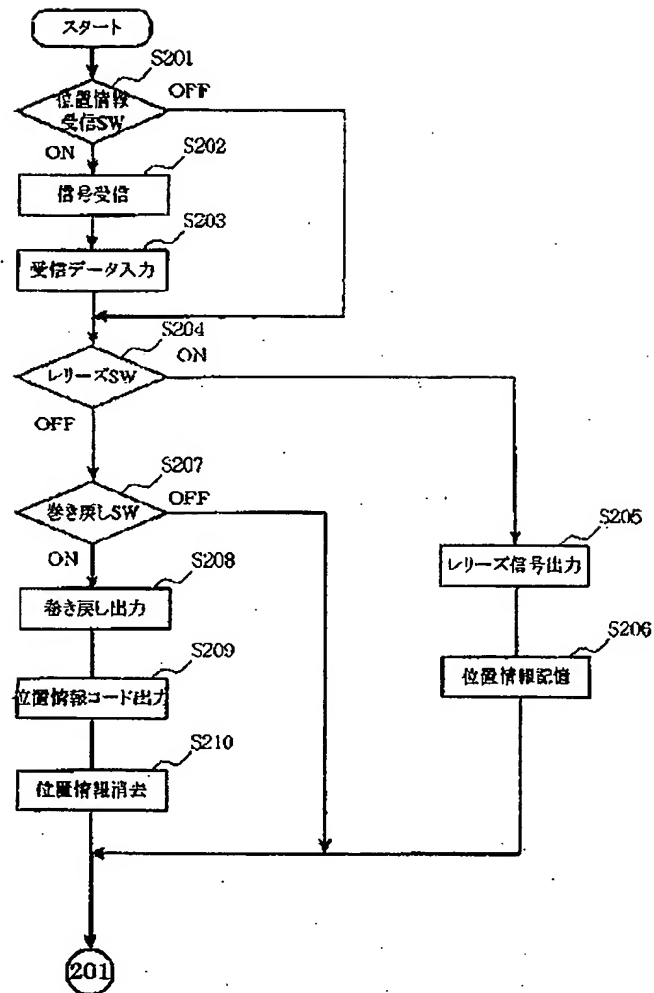 スタート
S201
位置情報
受信SW
OFF
ON
S202
信号受信
S203
受信データ入力
S204
レリーズSW
ON
OFF
S207
巻き戻しSW
OFF
ON
S205
レリーズ信号出力
S208
巻き戻し出力
S206
位置情報記憶
S209
位置情報コード出力
S210
位置情報消去
201